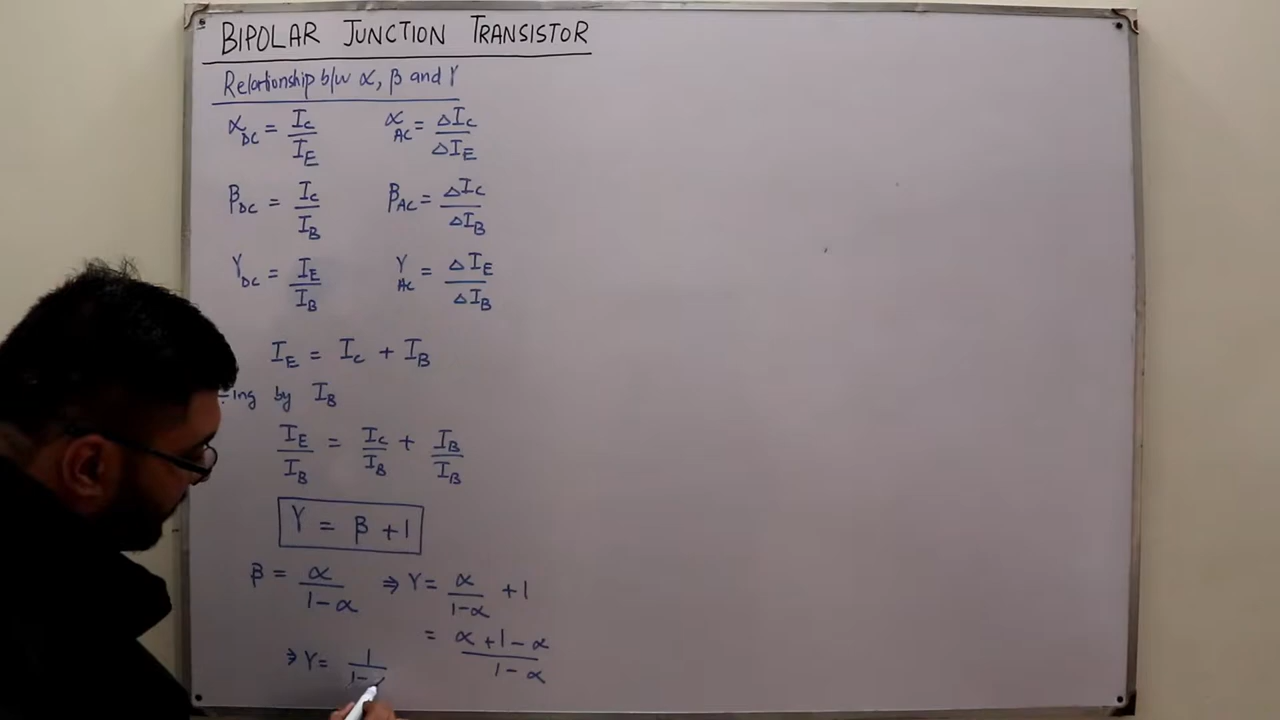 BIPOLAR JUNCTION TRANSISTOR
Relationship b/w α, β and γ
α_DC = I_C / I_E    α_AC = ΔI_C / ΔI_E
β_DC = I_C / I_B    β_AC = ΔI_C / ΔI_B
γ_DC = I_E / I_B    γ_AC = ΔI_E / ΔI_B
I_E = I_C + I_B
÷ing by I_B
I_E / I_B = I_C / I_B + I_B / I_B
γ = β + 1
β = α / 1-α ⇒ γ = α / 1-α + 1
= α + 1 - α / 1 - α
⇒ γ = 1 / 1-α